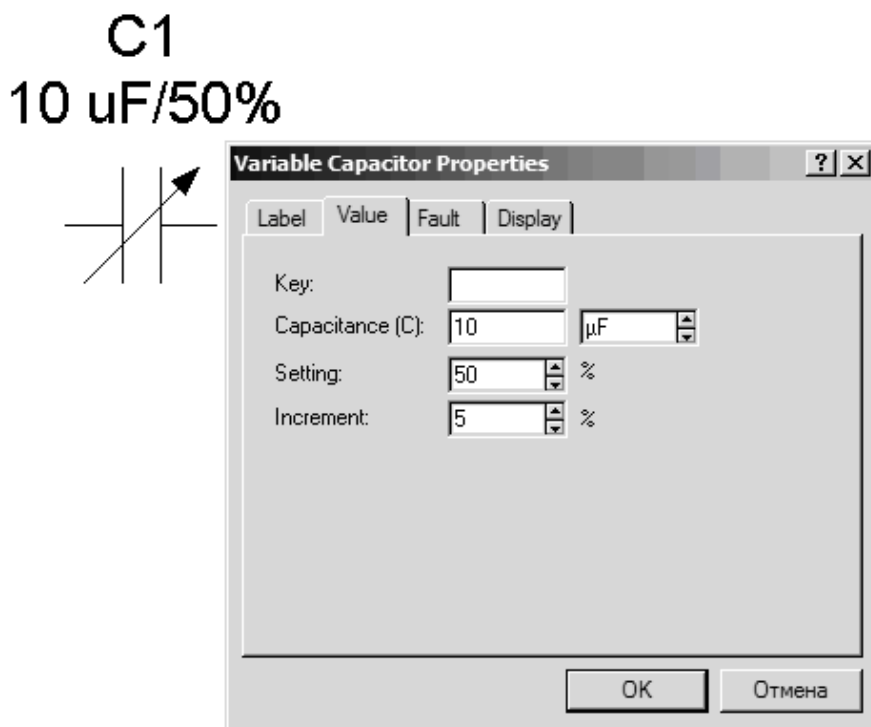 C1
10 uF/50%
Variable Capacitor Properties ? ×
Label Value Fault Display
Key:
Capacitance (C): 10 µF
Setting: 50 %
Increment: 5 %
OK Отмена